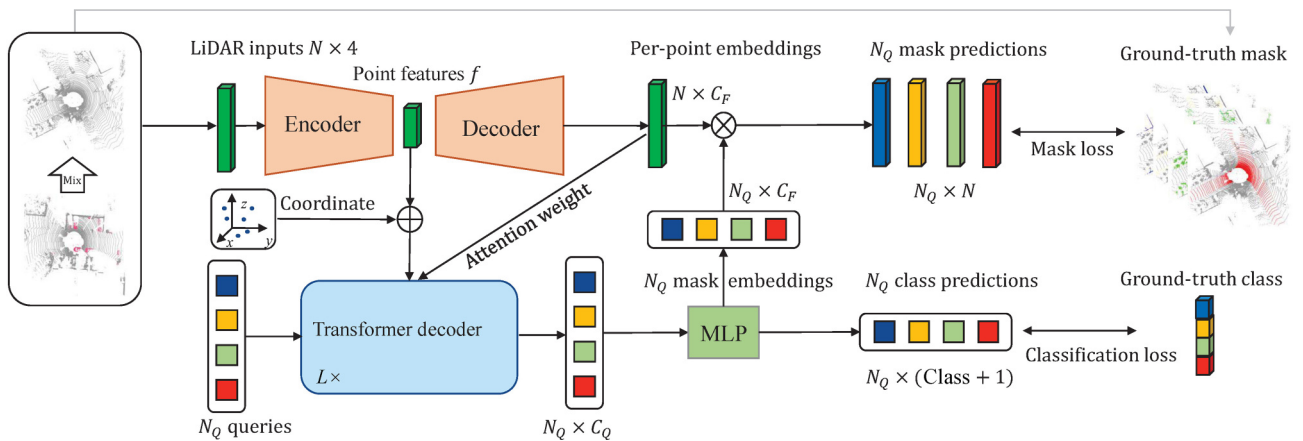 LiDAR inputs N × 4
Per-point embeddings
N_Q mask predictions
Ground-truth mask
Point features f
N × C_F
Encoder
Decoder
Mask loss
Mix
N_Q × C_F
N_Q × N
Coordinate
z
x
y
Attention weight
N_Q mask embeddings
N_Q class predictions
Ground-truth class
Transformer decoder
MLP
L ×
Classification loss
N_Q × (Class + 1)
N_Q queries
N_Q × C_Q